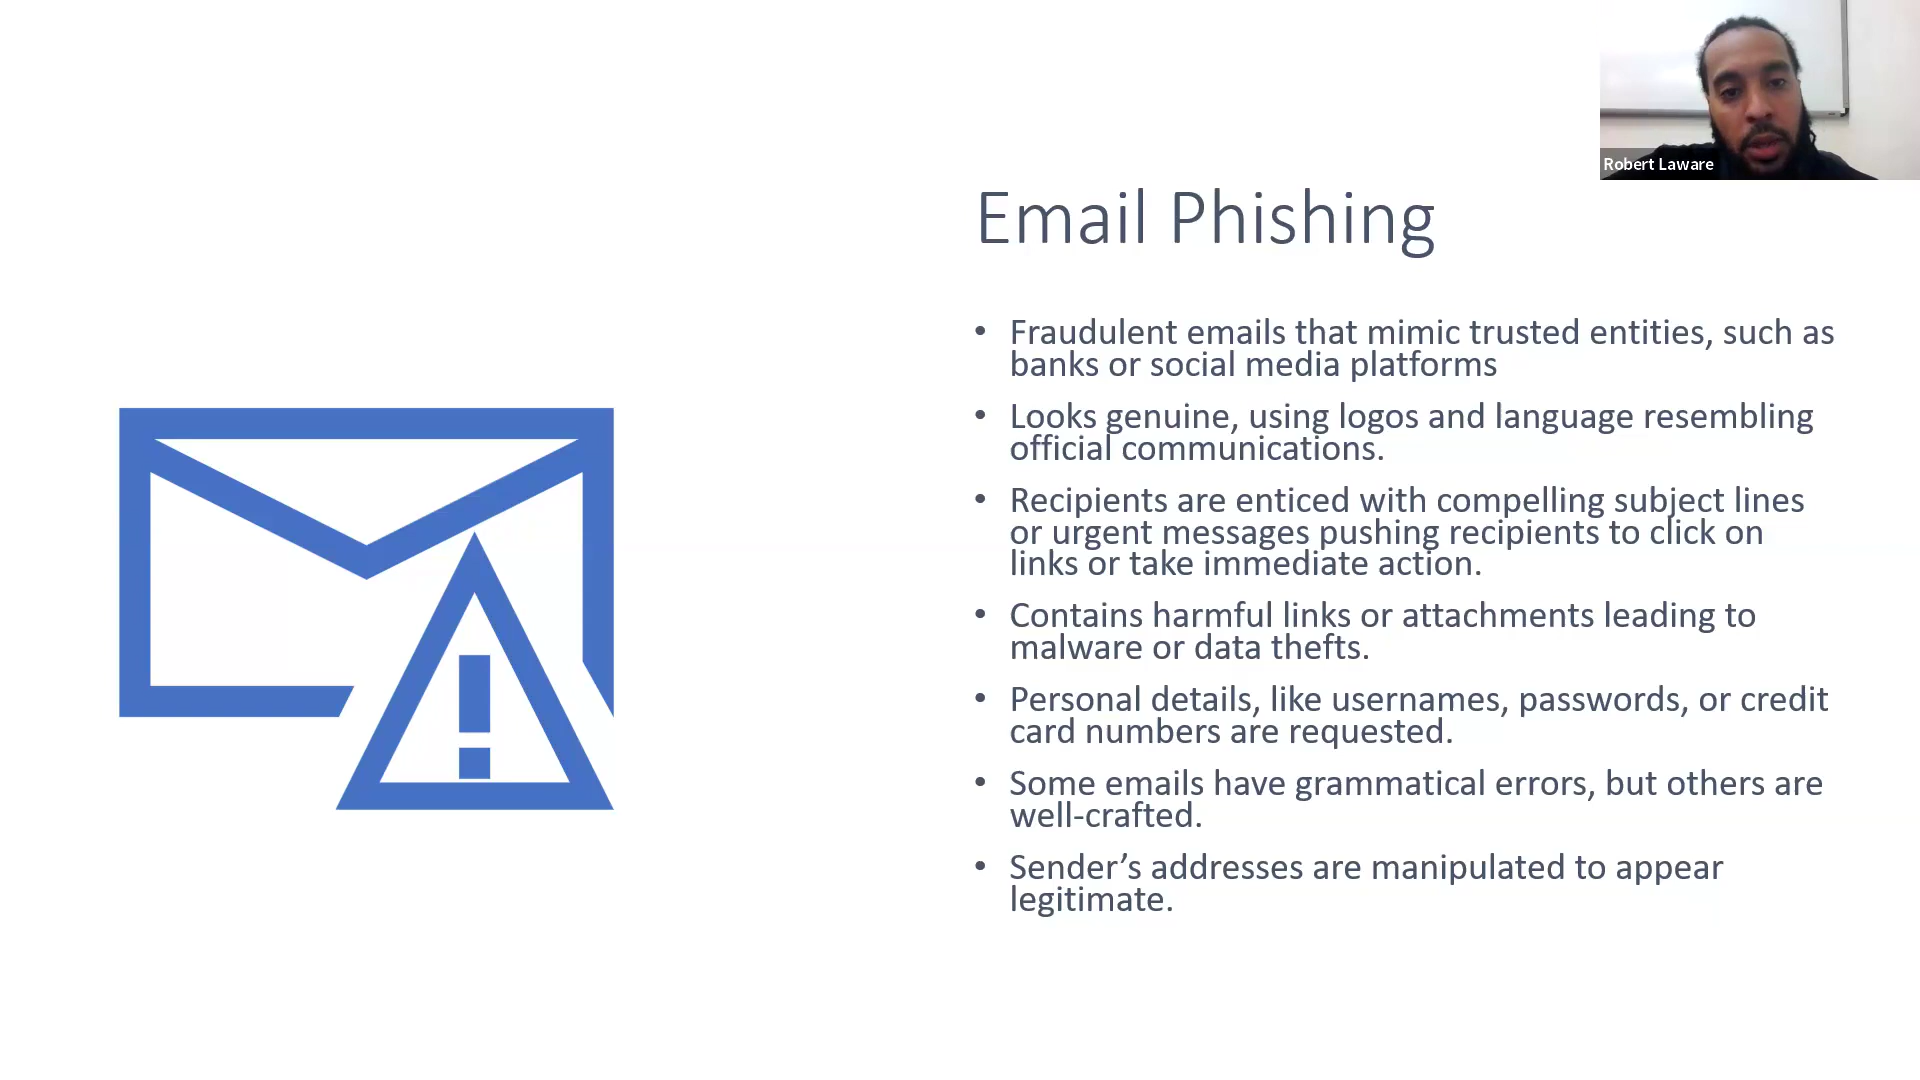 Robert Laware
Email Phishing
• Fraudulent emails that mimic trusted entities, such as
banks or social media platforms
• Looks genuine, using logos and language resembling
official communications.
• Recipients are enticed with compelling subject lines
or urgent messages pushing recipients to click on
links or take immediate action.
• Contains harmful links or attachments leading to
malware or data thefts.
• Personal details, like usernames, passwords, or credit
card numbers are requested.
• Some emails have grammatical errors, but others are
well-crafted.
• Sender’s addresses are manipulated to appear
legitimate.